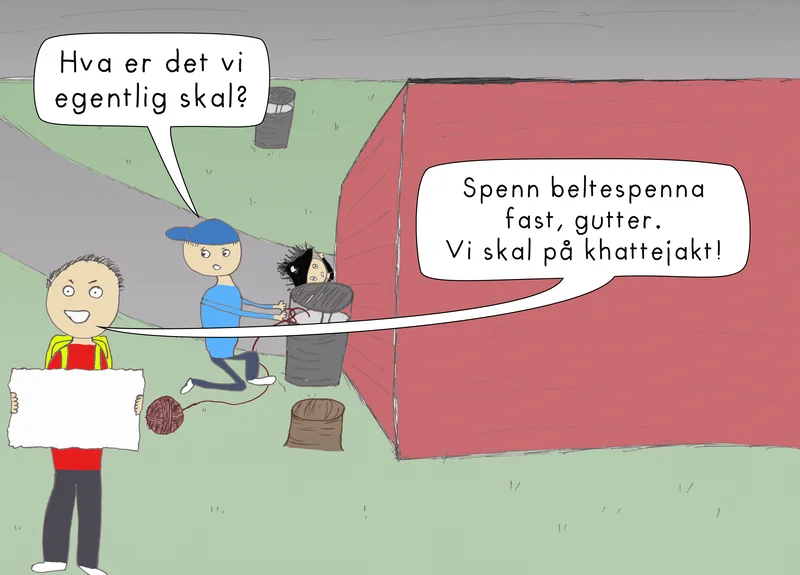 Hva er det vi
egentlig skal?
Spenn beltespenna
fast, gutter.
Vi skal på khattejakt!